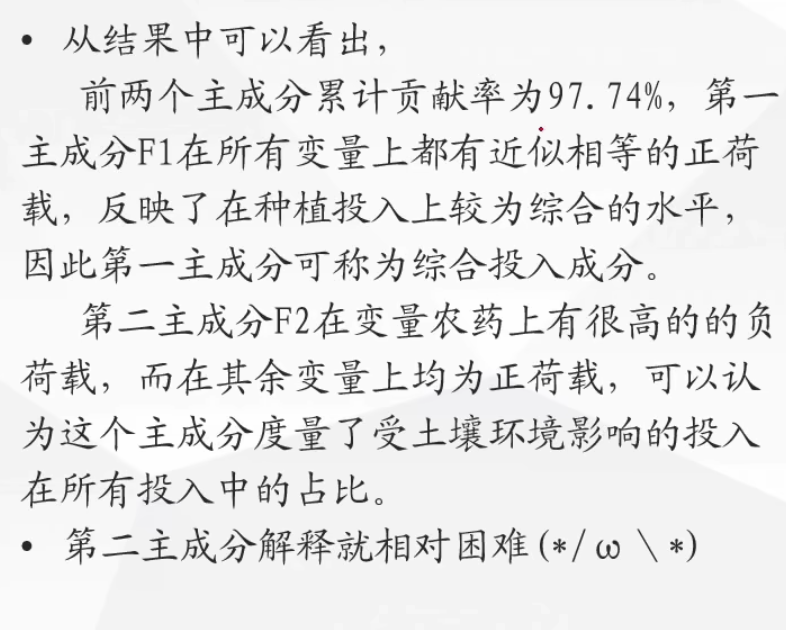 • 从结果中可以看出，
前两个主成分累计贡献率为97.74%，第一
主成分F1在所有变量上都有近似相等的正荷
载，反映了在种植投入上较为综合的水平，
因此第一主成分可称为综合投入成分。
第二主成分F2在变量农药上有很高的的负
荷载，而在其余变量上均为正荷载，可以认
为这个主成分度量了受土壤环境影响的投入
在所有投入中的占比。
• 第二主成分解释就相对困难(*/ω＼*)